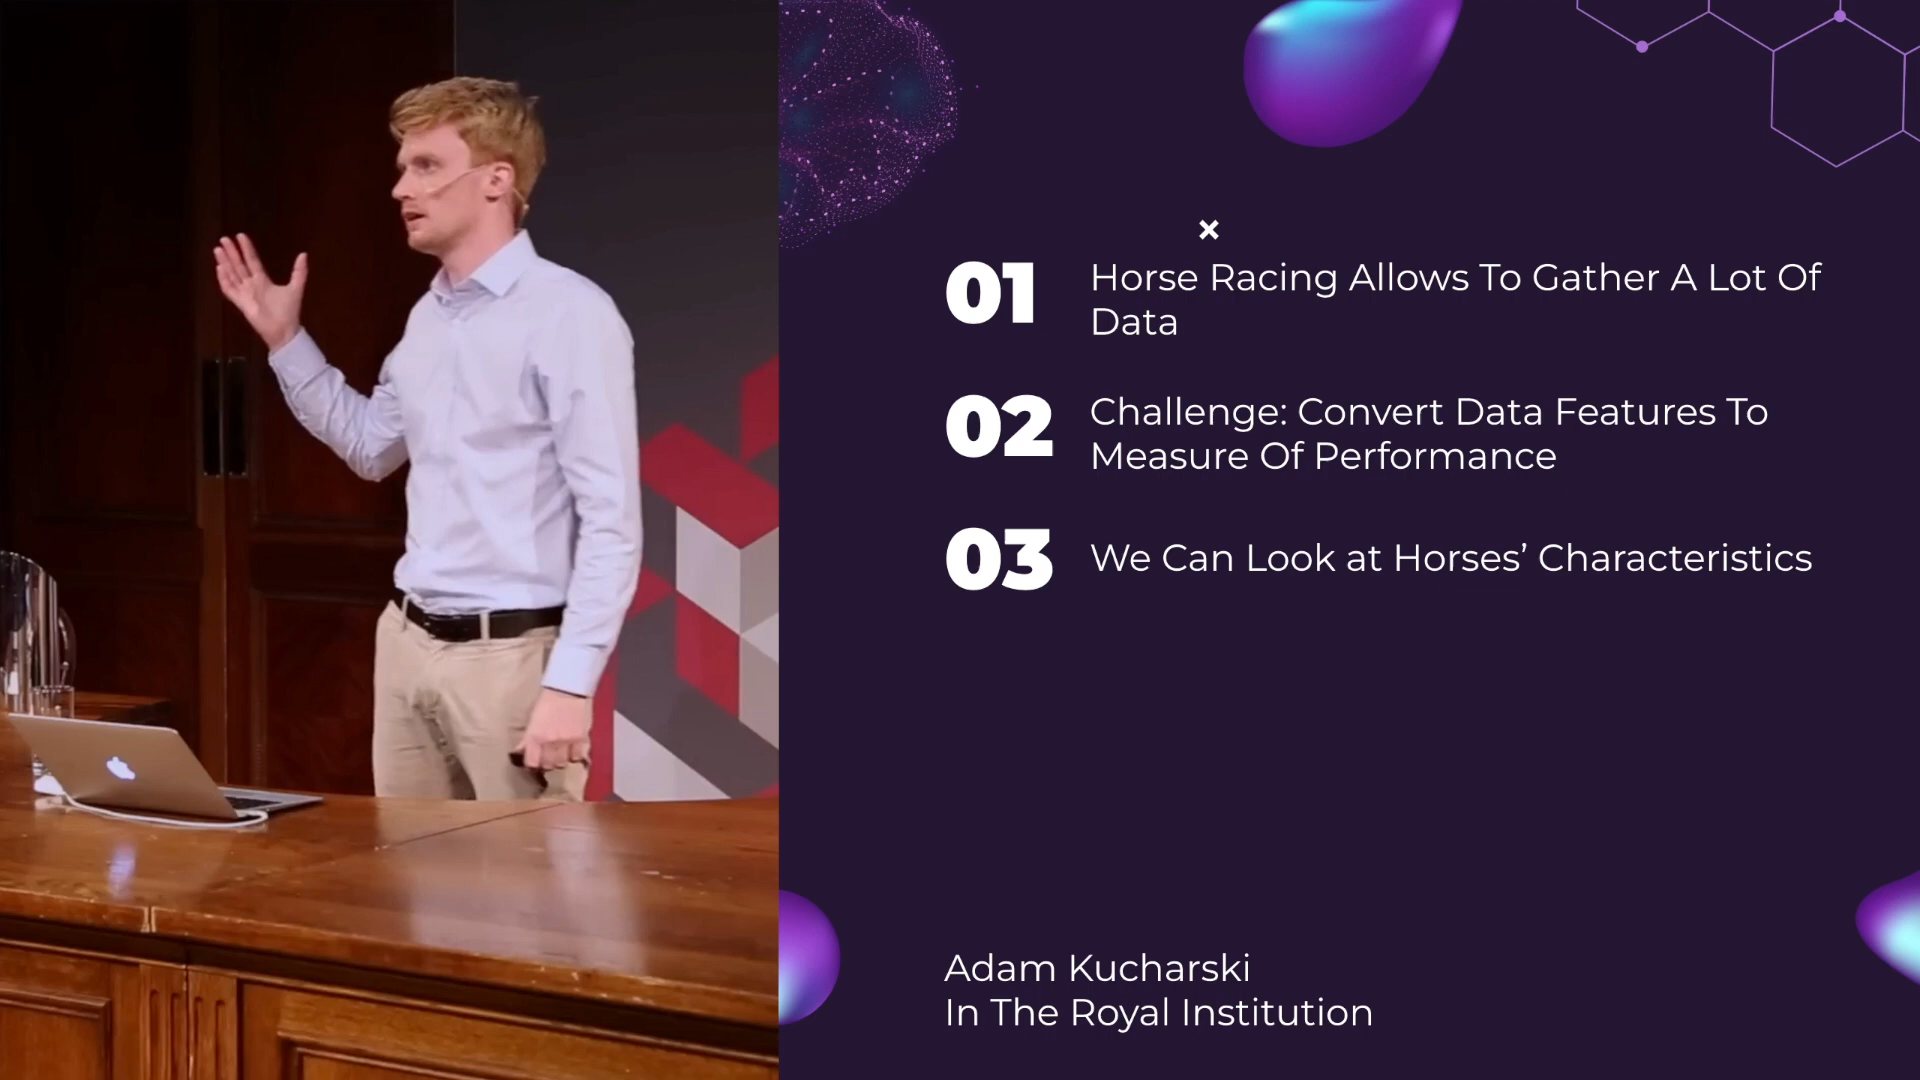 01 Horse Racing Allows To Gather A Lot Of
Data
02 Challenge: Convert Data Features To
Measure Of Performance
03 We Can Look at Horses’ Characteristics
Adam Kucharski
In The Royal Institution